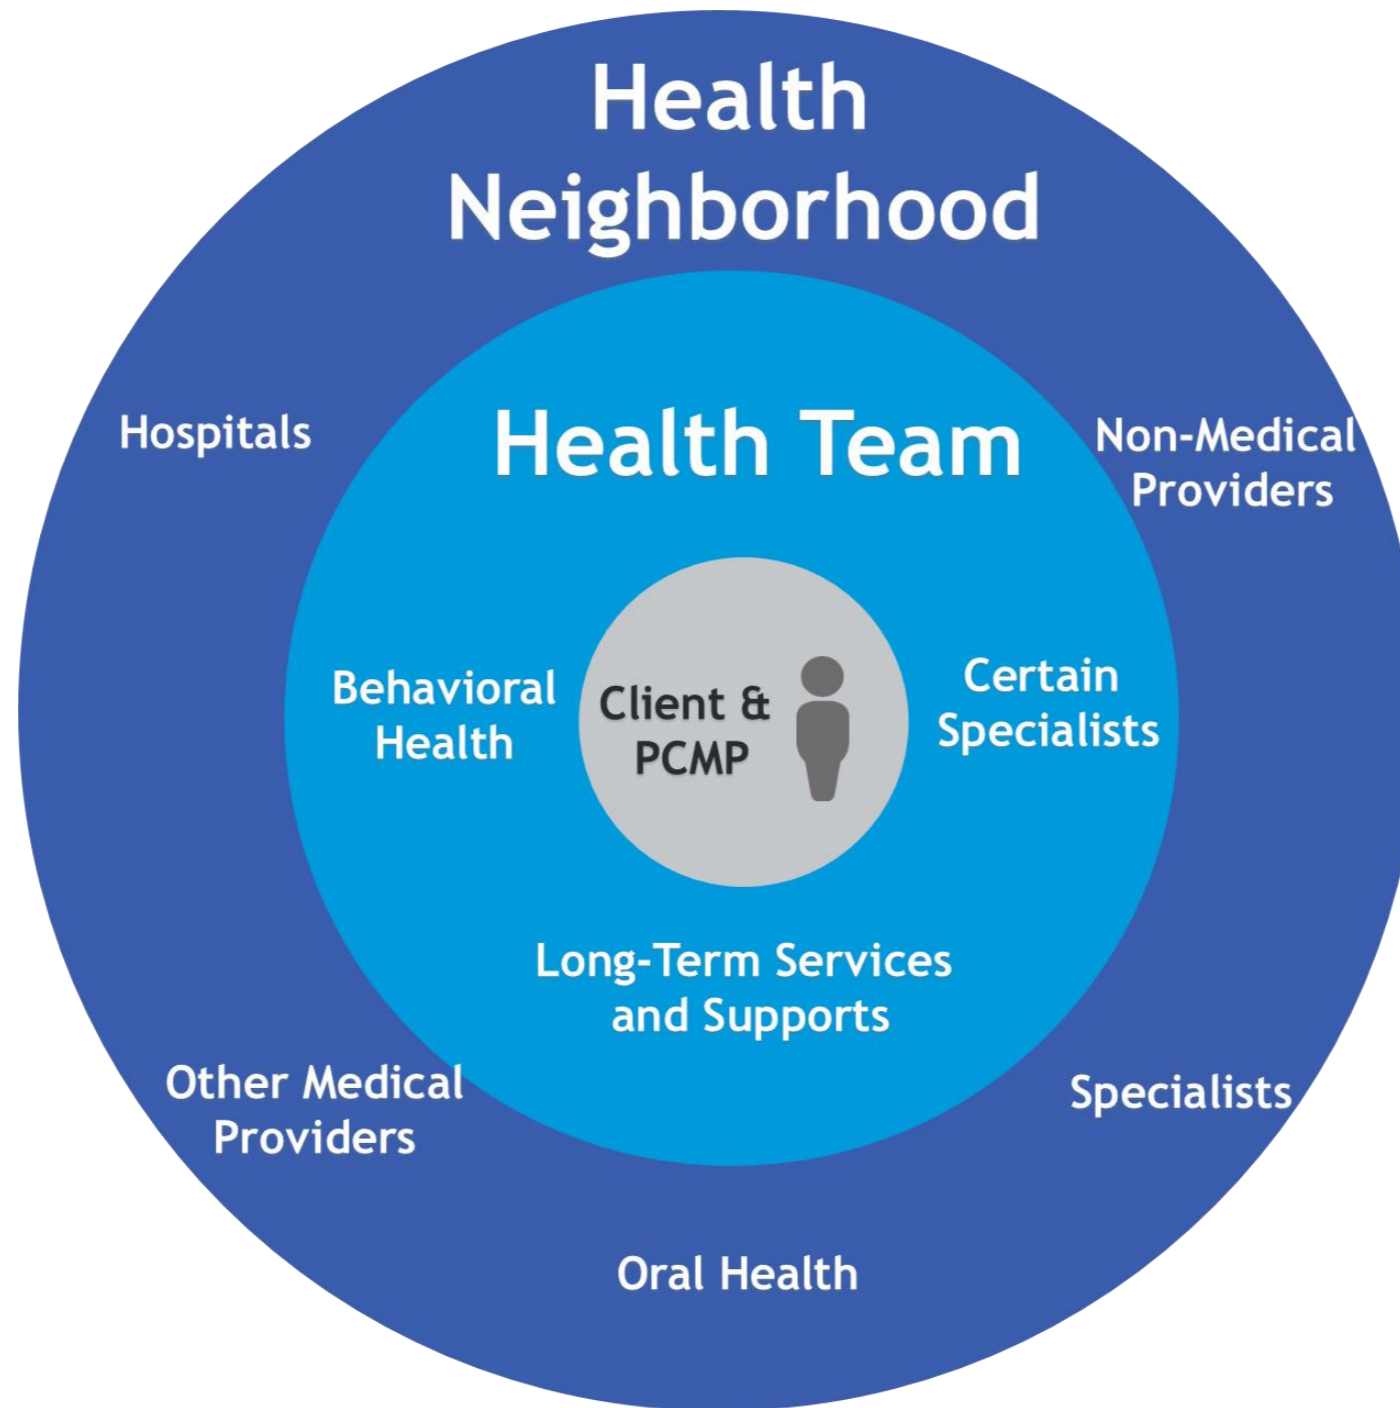 Health
Neighborhood
Hospitals
Non-Medical
Providers
Health Team
Behavioral
Health
Client &
PCMP
Certain
Specialists
Long-Term Services
and Supports
Other Medical
Providers
Specialists
Oral Health